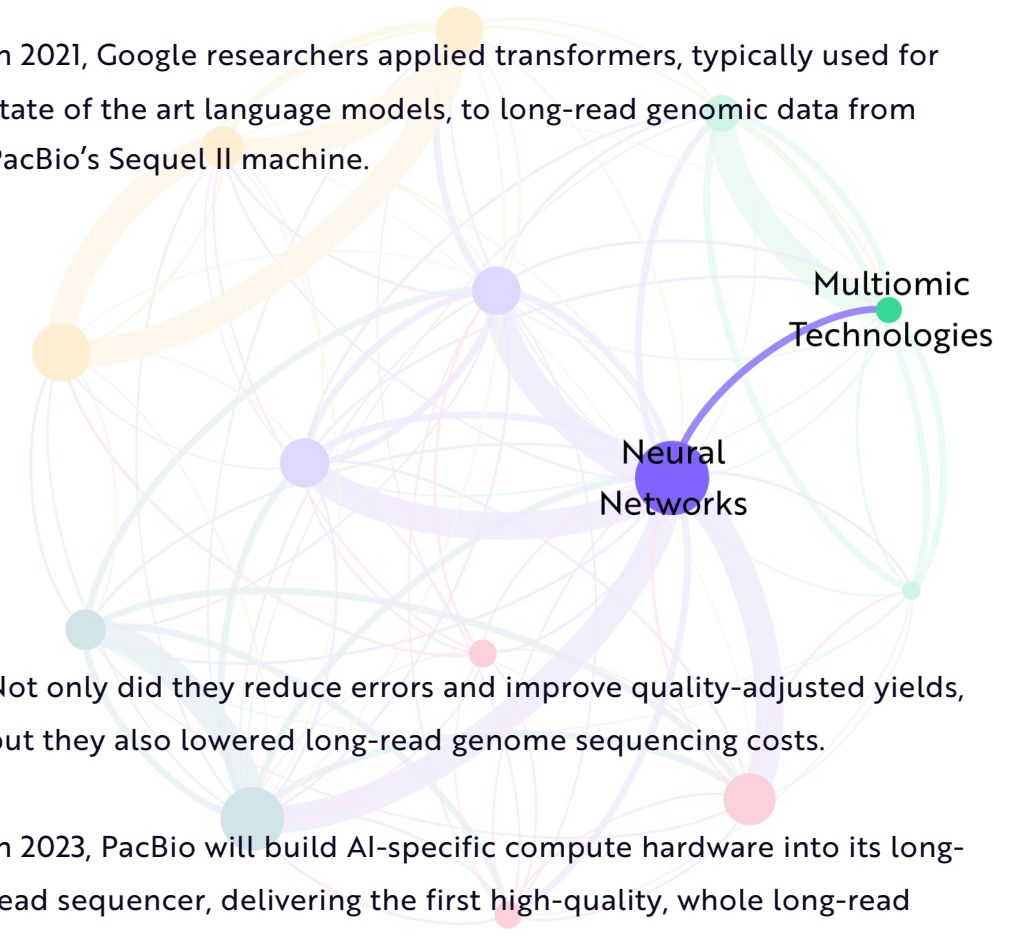 n 2021, Google researchers applied transformers, typically used for
tate of the art language models, to long-read genomic data from
PacBio’s Sequel II machine.
Multiomic
Technologies
Neural
Networks
Not only did they reduce errors and improve quality-adjusted yields,
but they also lowered long-read genome sequencing costs.
n 2023, PacBio will build AI-specific compute hardware into its long-
ead sequencer, delivering the first high-quality, whole long-read